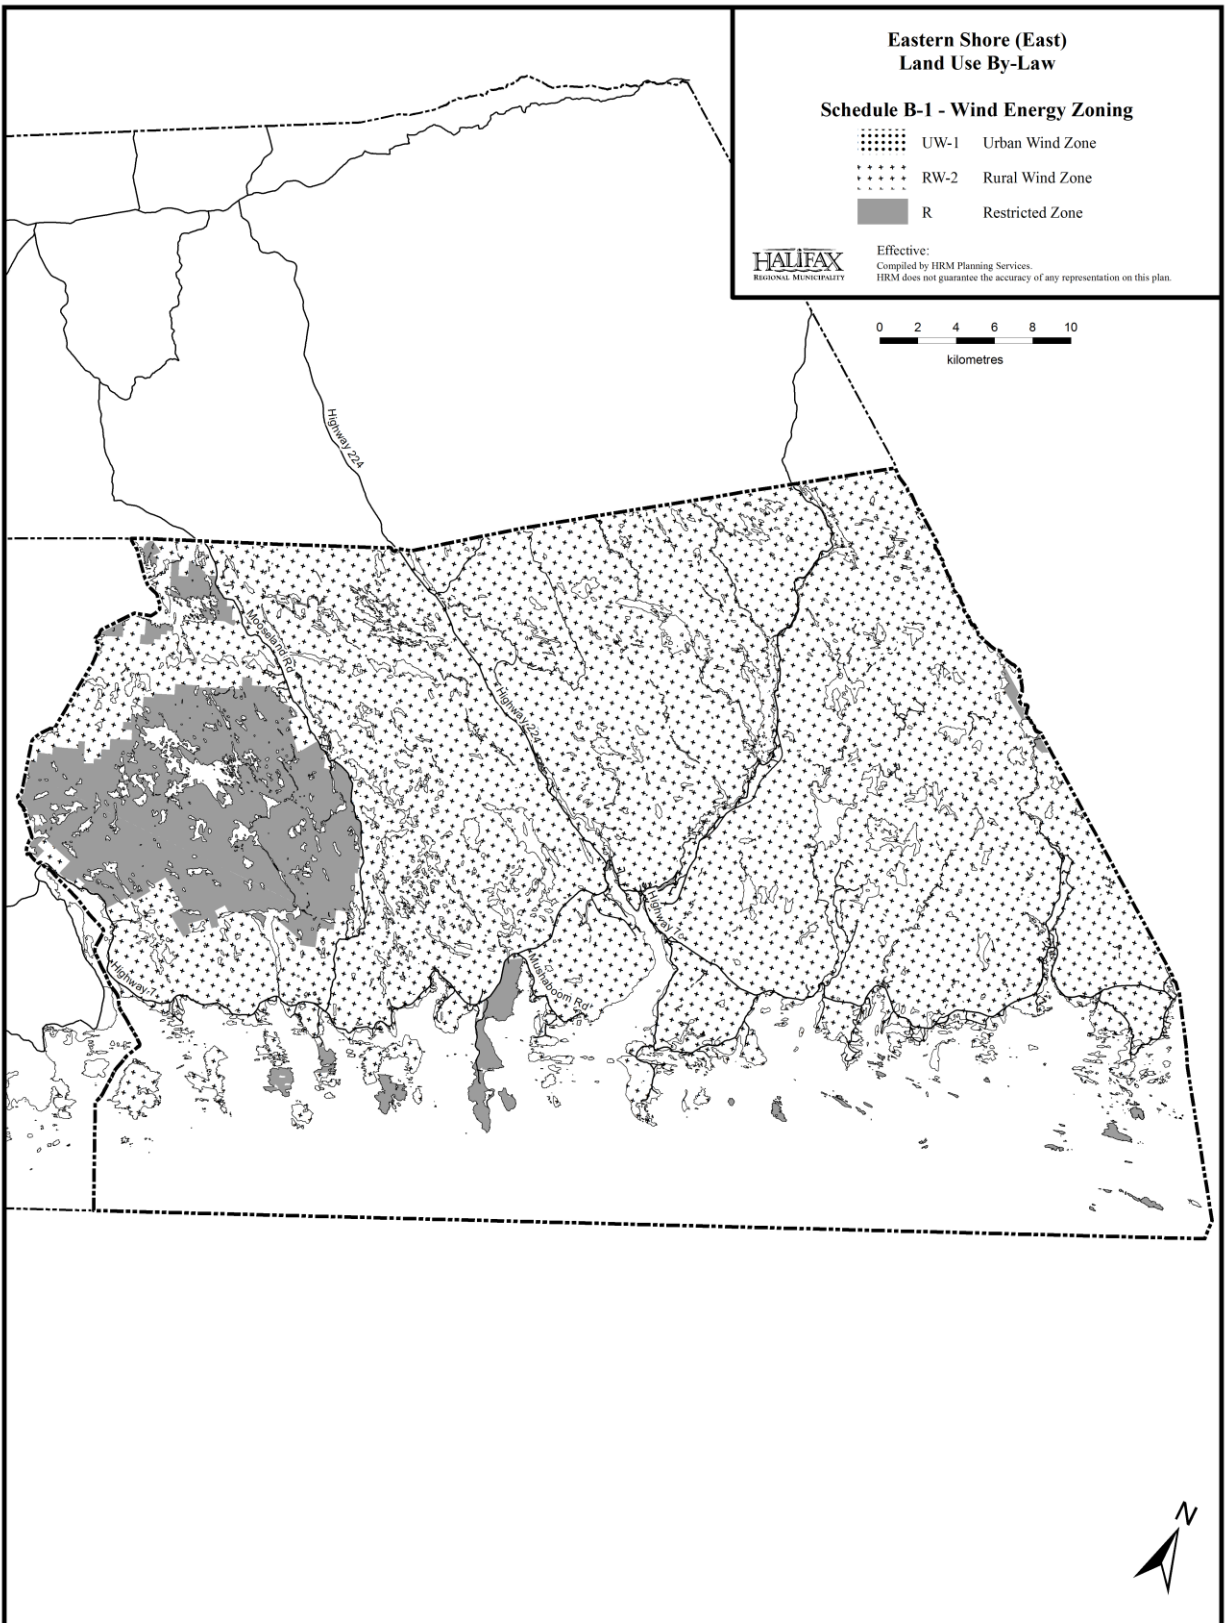 Eastern Shore (East)
Land Use By-Law
Schedule B-1 - Wind Energy Zoning
UW-1 Urban Wind Zone
RW-2 Rural Wind Zone
R Restricted Zone
HALIFAX
REGIONAL MUNICIPALITY
Effective:
Compiled by HRM Planning Services.
HRM does not guarantee the accuracy of any representation on this plan.
0 2 4 6 8 10
kilometres
Highway 224
Mooseland Rd
Highway 224
Highway 7
Highway 7
Mushaboom Rd
N